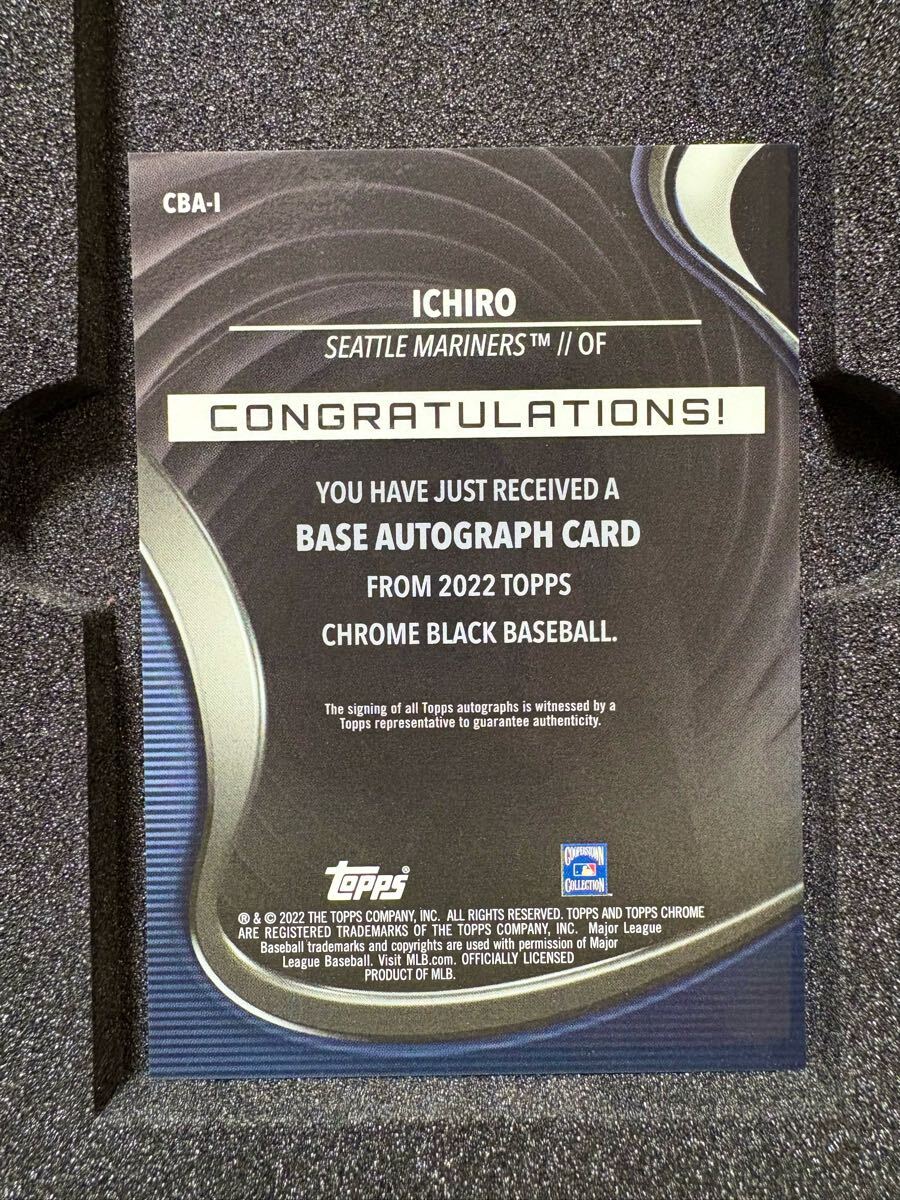 CBA-I
ICHIRO
SEATTLE MARINERS™ // OF
CONGRATULATIONS!
YOU HAVE JUST RECEIVED A
BASE AUTOGRAPH CARD
FROM 2022 TOPPS
CHROME BLACK BASEBALL.
The signing of all Topps autographs is witnessed by a
Topps representative to guarantee authenticity.
topps®
COOPERSTOWN
COLLECTION
® & © 2022 THE TOPPS COMPANY, INC. ALL RIGHTS RESERVED. TOPPS AND TOPPS CHROME
ARE REGISTERED TRADEMARKS OF THE TOPPS COMPANY, INC. Major League
Baseball trademarks and copyrights are used with permission of Major
League Baseball. Visit MLB.com. OFFICIALLY LICENSED
PRODUCT OF MLB.